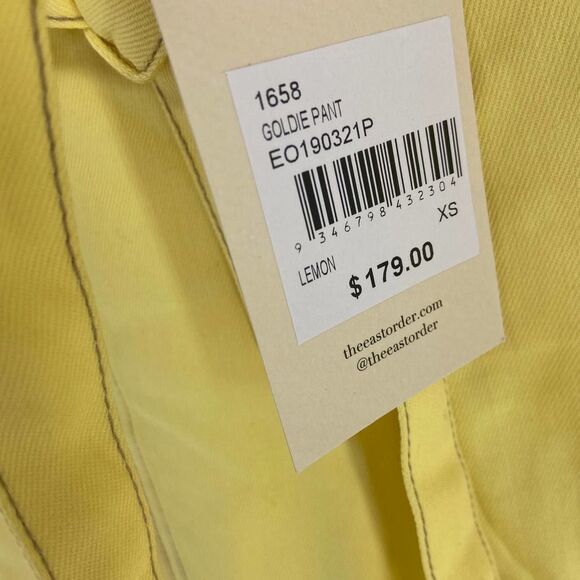 1658
GOLDIE PANT
EO190321P
9 346798 432304
LEMON
XS
$179.00
theeastorder.com
@theeastorder